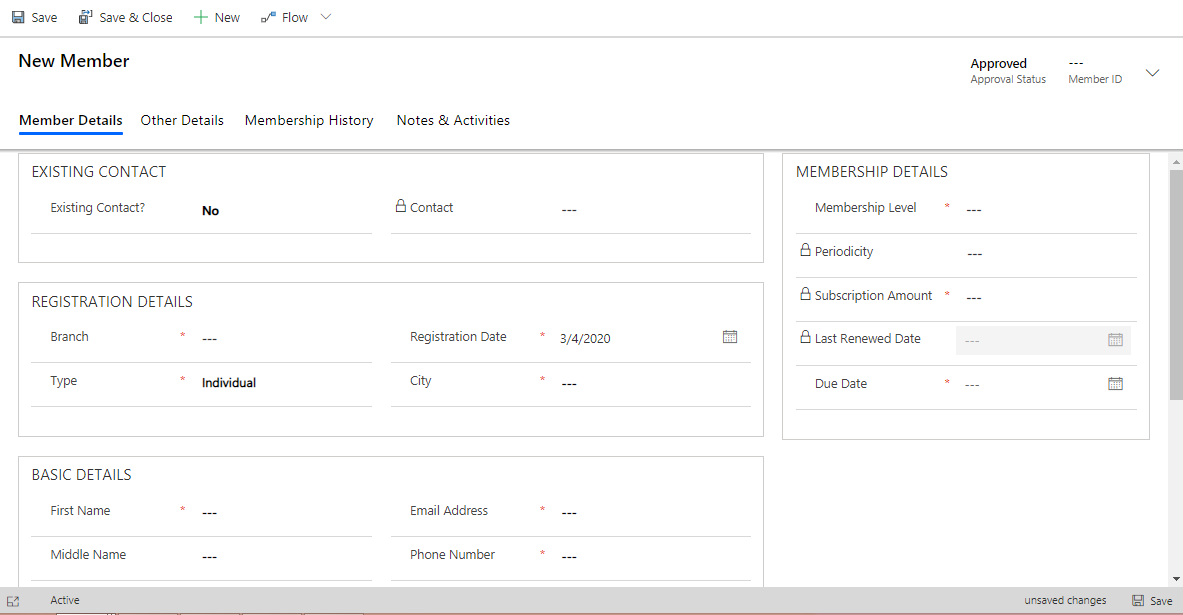 Save Save & Close New Flow
New Member
Approved ---
Approval Status Member ID
Member Details Other Details Membership History Notes & Activities
EXISTING CONTACT
Existing Contact? No Contact ---
REGISTRATION DETAILS
Branch * --- Registration Date * 3/4/2020
Type * Individual City * ---
BASIC DETAILS
First Name * --- Email Address * ---
Middle Name --- Phone Number * ---
MEMBERSHIP DETAILS
Membership Level * ---
Periodicity ---
Subscription Amount * ---
Last Renewed Date ---
Due Date * ---
Active unsaved changes Save